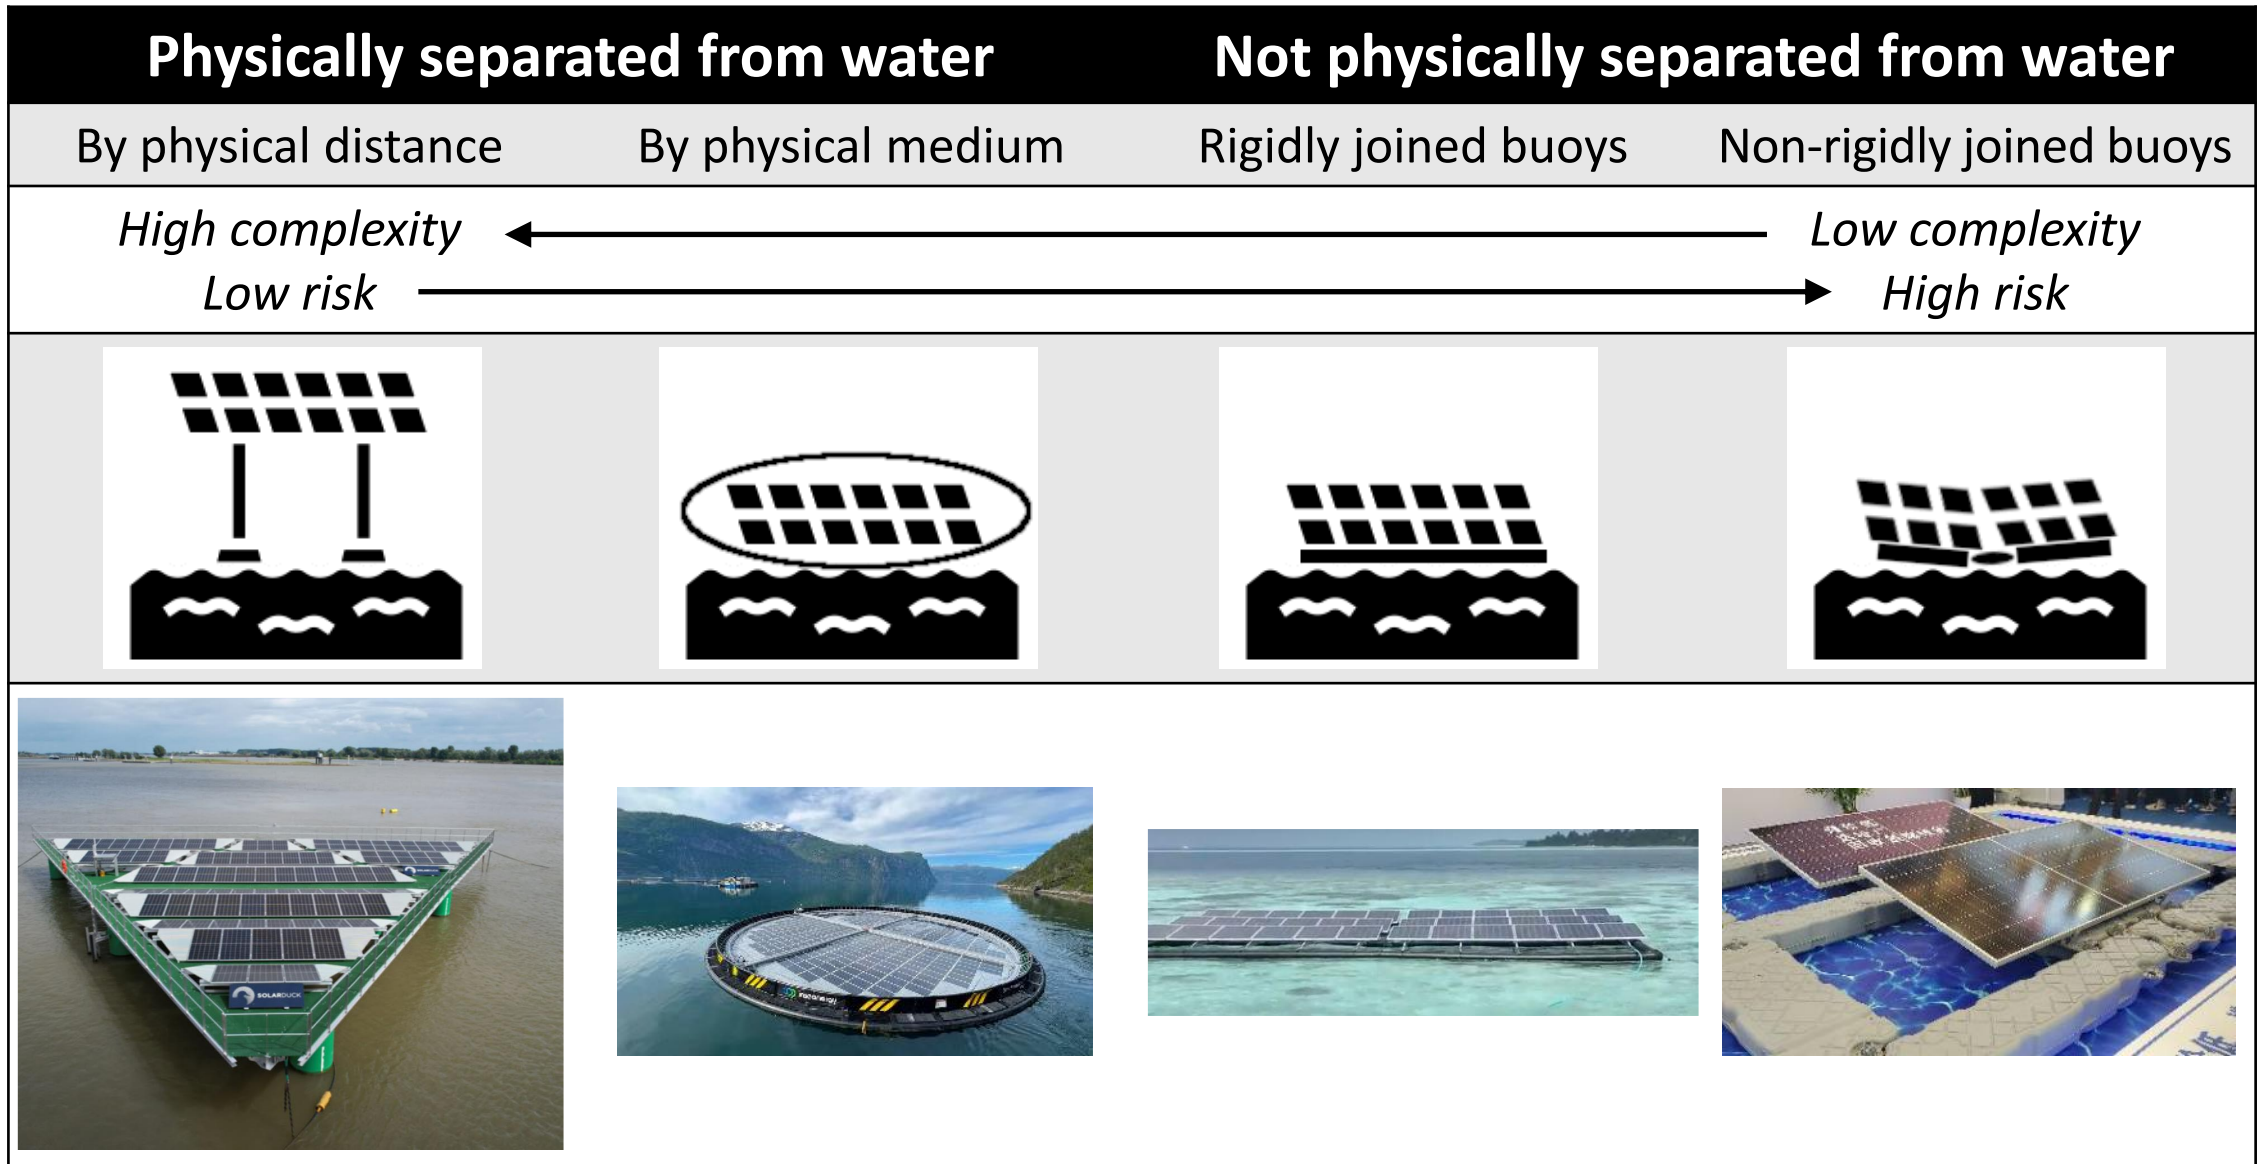 Physically separated from water
Not physically separated from water
By physical distance
By physical medium
Rigidly joined buoys
Non-rigidly joined buoys
High complexity
Low complexity
Low risk
High risk
SOLARDUCK